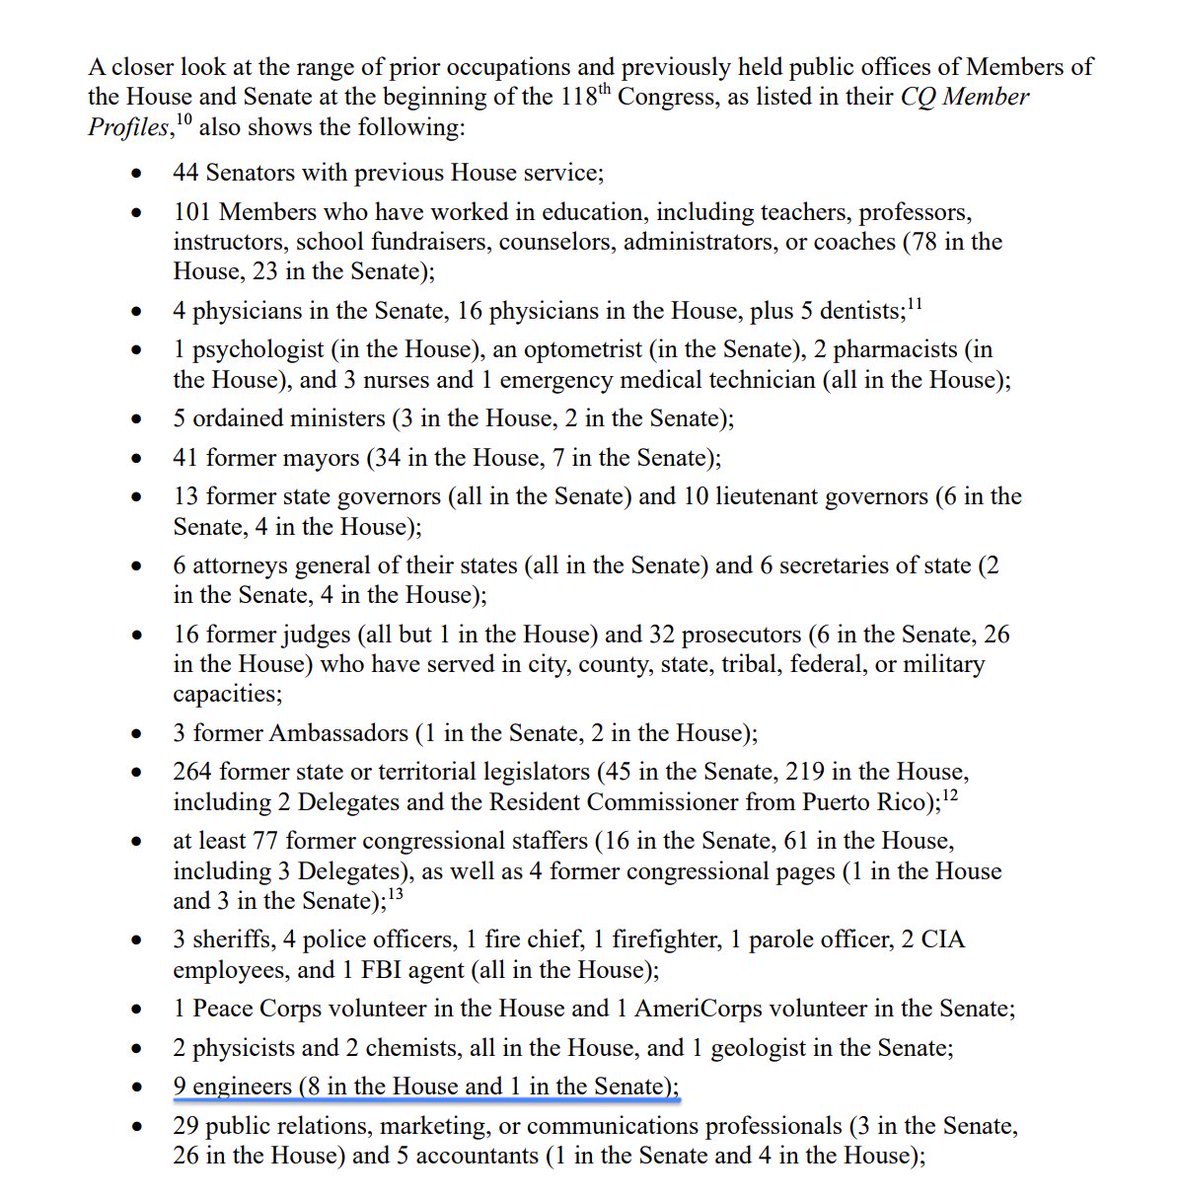 A closer look at the range of prior occupations and previously held public offices of Members of
the House and Senate at the beginning of the 118th Congress, as listed in their CQ Member
Profiles,10 also shows the following:
• 44 Senators with previous House service;
• 101 Members who have worked in education, including teachers, professors,
instructors, school fundraisers, counselors, administrators, or coaches (78 in the
House, 23 in the Senate);
• 4 physicians in the Senate, 16 physicians in the House, plus 5 dentists;11
• 1 psychologist (in the House), an optometrist (in the Senate), 2 pharmacists (in
the House), and 3 nurses and 1 emergency medical technician (all in the House);
• 5 ordained ministers (3 in the House, 2 in the Senate);
• 41 former mayors (34 in the House, 7 in the Senate);
• 13 former state governors (all in the Senate) and 10 lieutenant governors (6 in the
Senate, 4 in the House);
• 6 attorneys general of their states (all in the Senate) and 6 secretaries of state (2
in the Senate, 4 in the House);
• 16 former judges (all but 1 in the House) and 32 prosecutors (6 in the Senate, 26
in the House) who have served in city, county, state, tribal, federal, or military
capacities;
• 3 former Ambassadors (1 in the Senate, 2 in the House);
• 264 former state or territorial legislators (45 in the Senate, 219 in the House,
including 2 Delegates and the Resident Commissioner from Puerto Rico);12
• at least 77 former congressional staffers (16 in the Senate, 61 in the House,
including 3 Delegates), as well as 4 former congressional pages (1 in the House
and 3 in the Senate);13
• 3 sheriffs, 4 police officers, 1 fire chief, 1 firefighter, 1 parole officer, 2 CIA
employees, and 1 FBI agent (all in the House);
• 1 Peace Corps volunteer in the House and 1 AmeriCorps volunteer in the Senate;
• 2 physicists and 2 chemists, all in the House, and 1 geologist in the Senate;
• 9 engineers (8 in the House and 1 in the Senate);
• 29 public relations, marketing, or communications professionals (3 in the Senate,
26 in the House) and 5 accountants (1 in the Senate and 4 in the House);